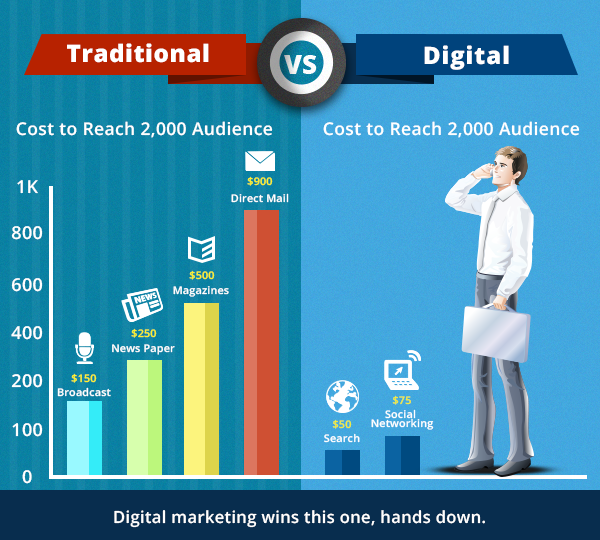 Traditional
VS
Digital
Cost to Reach 2,000 Audience
Cost to Reach 2,000 Audience
1K
800
600
400
200
100
0
$150
Broadcast
NEWS
$250
News Paper
$500
Magazines
$900
Direct Mail
$50
Search
$75
Social
Networking
Digital marketing wins this one, hands down.